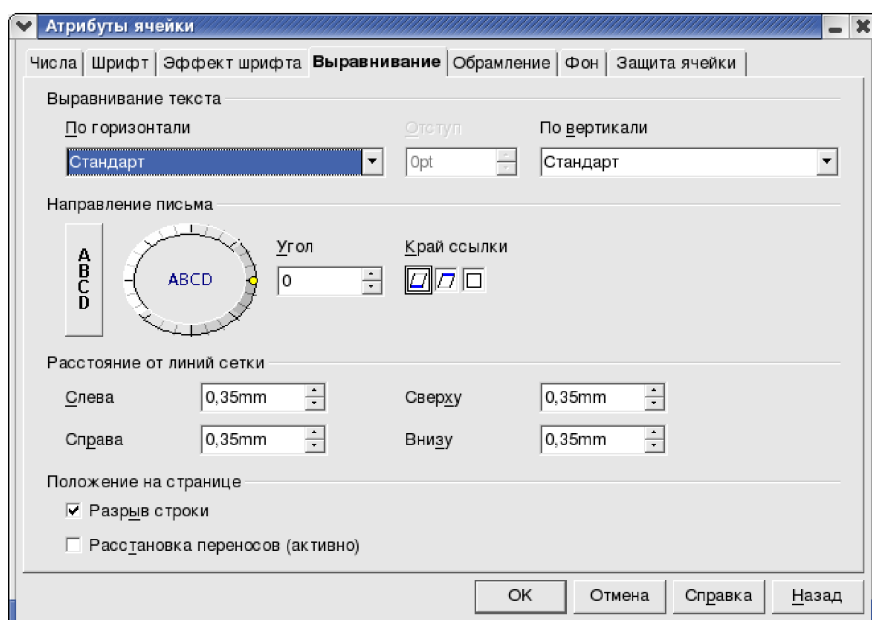 Атрибуты ячейки
Числа Шрифт Эффект шрифта Выравнивание Обрамление Фон Защита ячейки
Выравнивание текста
По горизонтали Отступ По вертикали
Стандарт 0pt Стандарт
Направление письма
ABCD
ABCD
Угол Край ссылки
0
Расстояние от линий сетки
Слева 0,35mm Сверху 0,35mm
Справа 0,35mm Внизу 0,35mm
Положение на странице
Разрыв строки
Расстановка переносов (активно)
OK Отмена Справка Назад